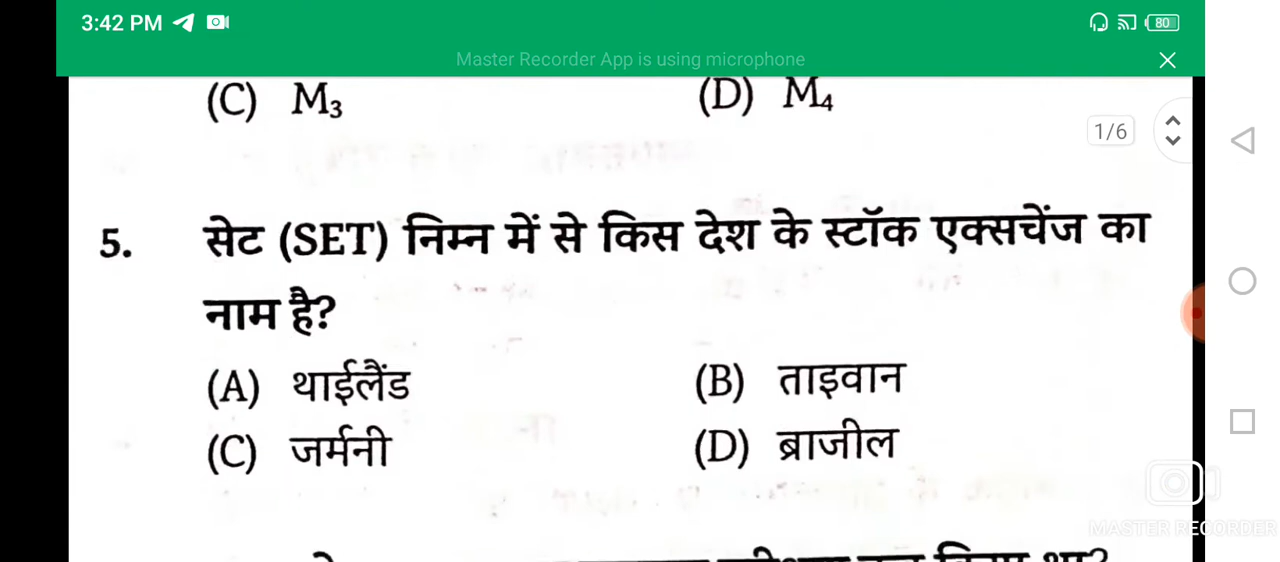 3:42 PM 80
Master Recorder App is using microphone
(C) M₃ (D) M₄
1/6
5. सेट (SET) निम्न में से किस देश के स्टॉक एक्सचेंज का
नाम है?
(A) थाईलैंड (B) ताइवान
(C) जर्मनी (D) ब्राजील
MASTER RECORDER